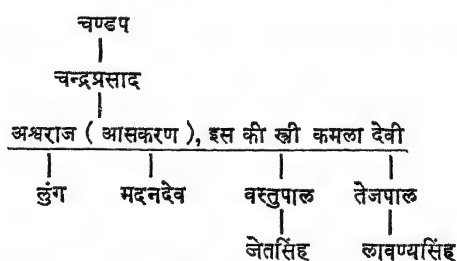 चण्डप
चन्द्रप्रसाद
अश्वराज ( आसकरण ), इस की स्त्री कमला देवी
लुंग मदनदेव वस्तुपाल तेजपाल
जेतसिंह लावण्यसिंह